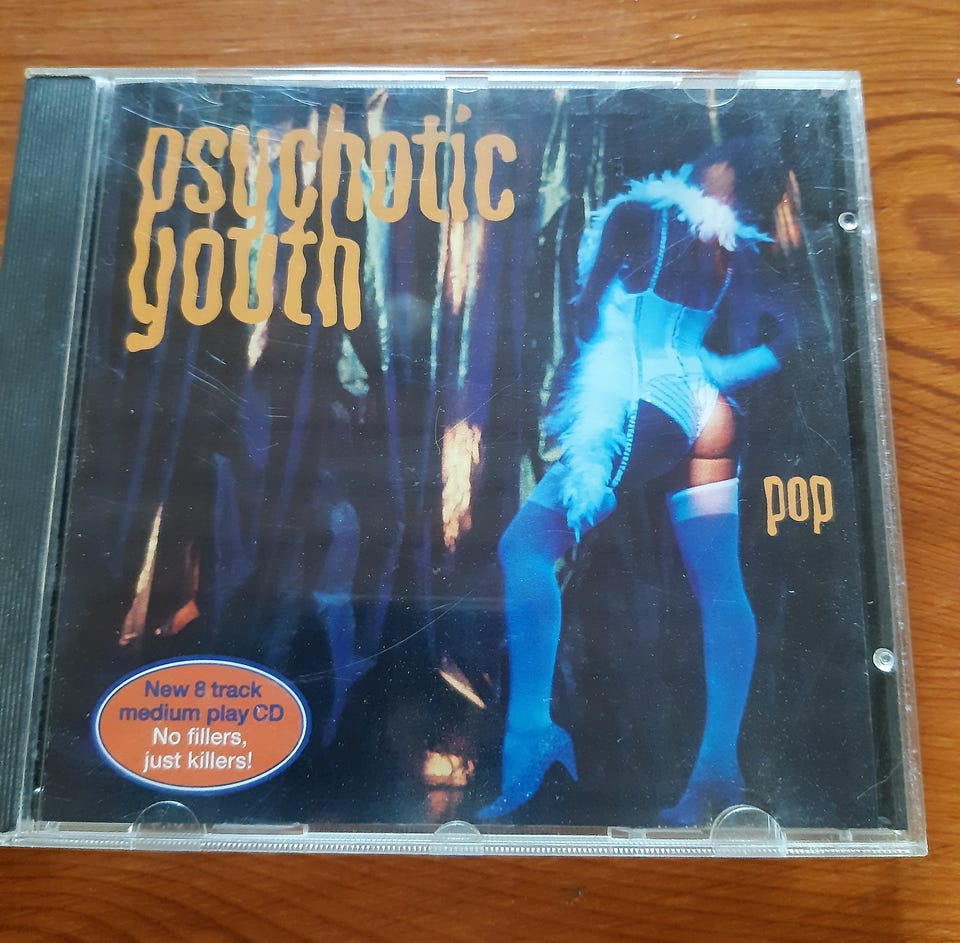 psychotic
youth
pop
New 8 track
medium play CD
No fillers,
just killers!